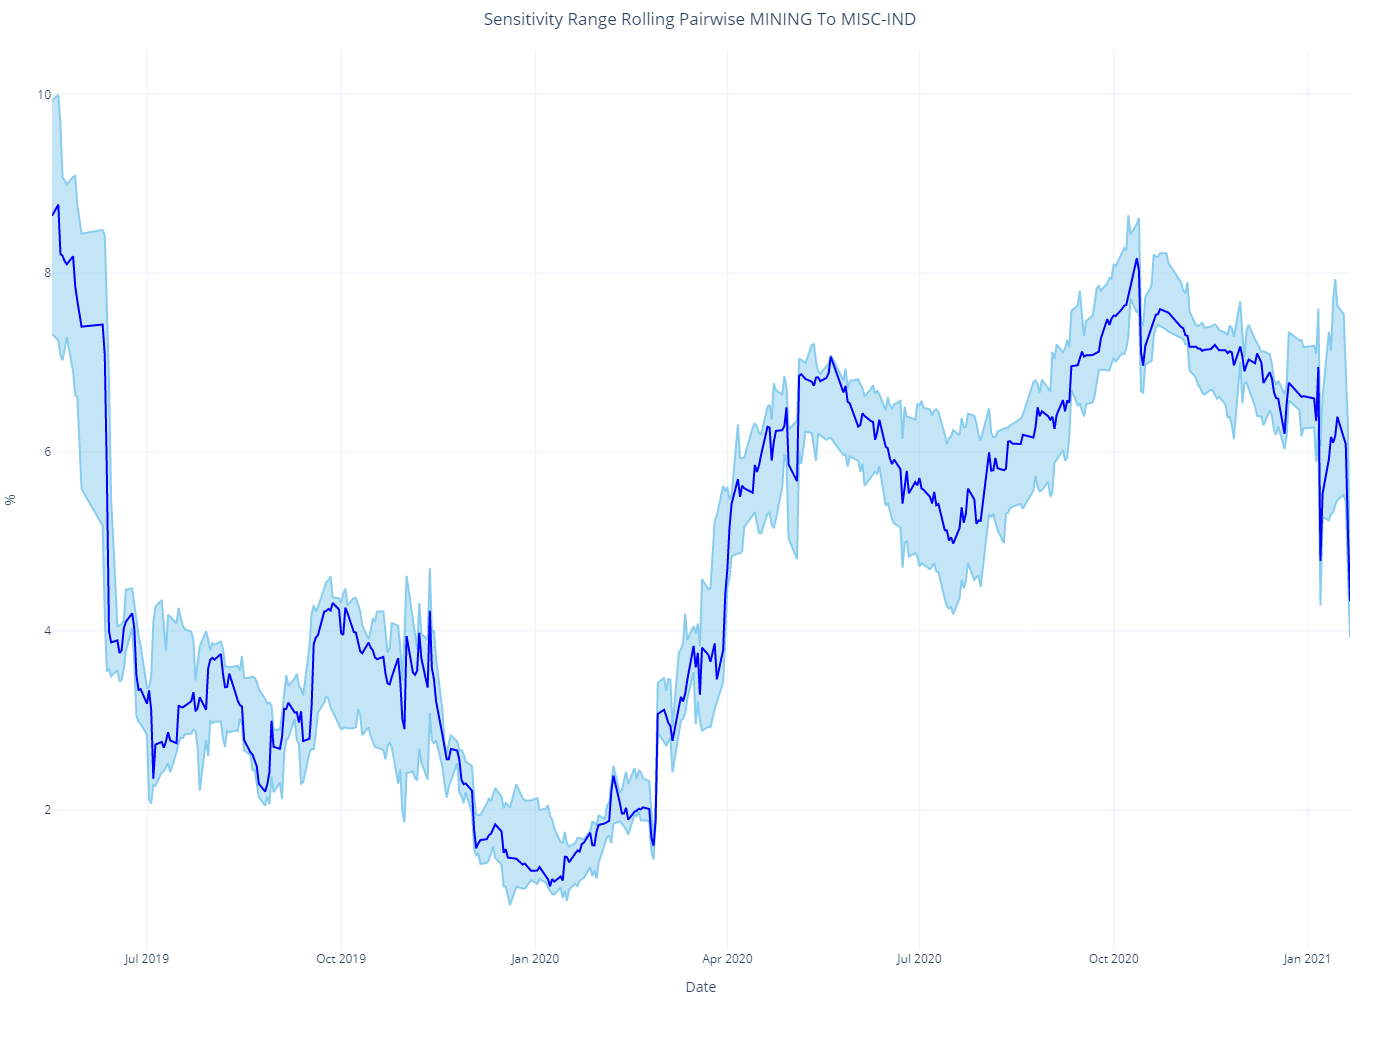 Sensitivity Range Rolling Pairwise MINING To MISC-IND
10
8
6
4
2
%
Jul 2019
Oct 2019
Jan 2020
Apr 2020
Jul 2020
Oct 2020
Jan 2021
Date